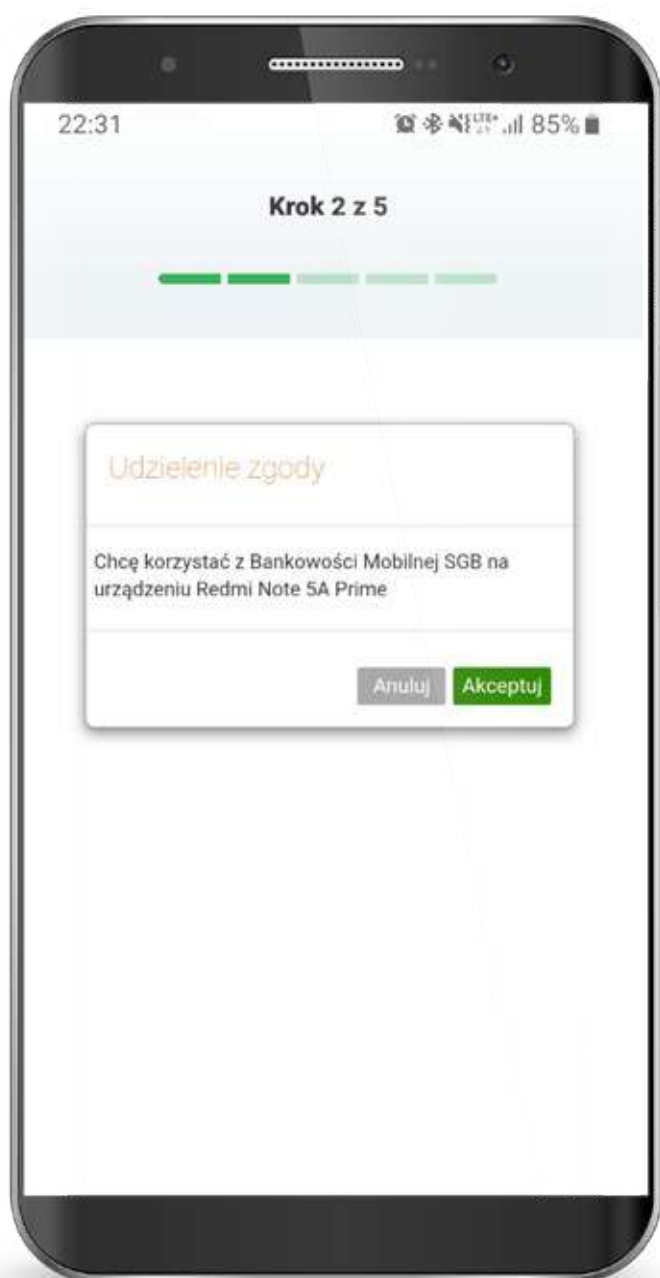 22:31 LTE+ 85%
Krok 2 z 5
Udzielenie zgody
Chcę korzystać z Bankowości Mobilnej SGB na
urządzeniu Redmi Note 5A Prime
Anuluj Akceptuj